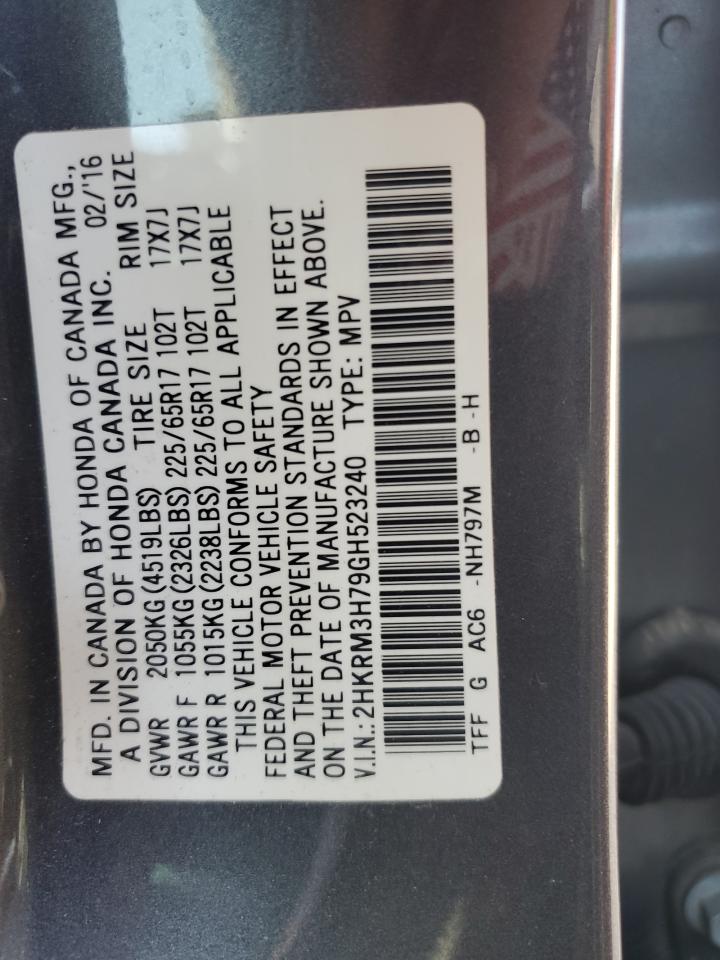 MFD. IN CANADA BY HONDA OF CANADA MFG.,
A DIVISION OF HONDA CANADA INC. 02/'16
GVWR 2050KG (4519LBS) TIRE SIZE RIM SIZE
GAWR F 1055KG (2326LBS) 225/65R17 102T 17X7J
GAWR R 1015KG (2238LBS) 225/65R17 102T 17X7J
THIS VEHICLE CONFORMS TO ALL APPLICABLE
FEDERAL MOTOR VEHICLE SAFETY
AND THEFT PREVENTION STANDARDS IN EFFECT
ON THE DATE OF MANUFACTURE SHOWN ABOVE.
V.I.N.: 2HKRM3H79GH523240 TYPE: MPV
TFF G AC6 -NH797M -B -H